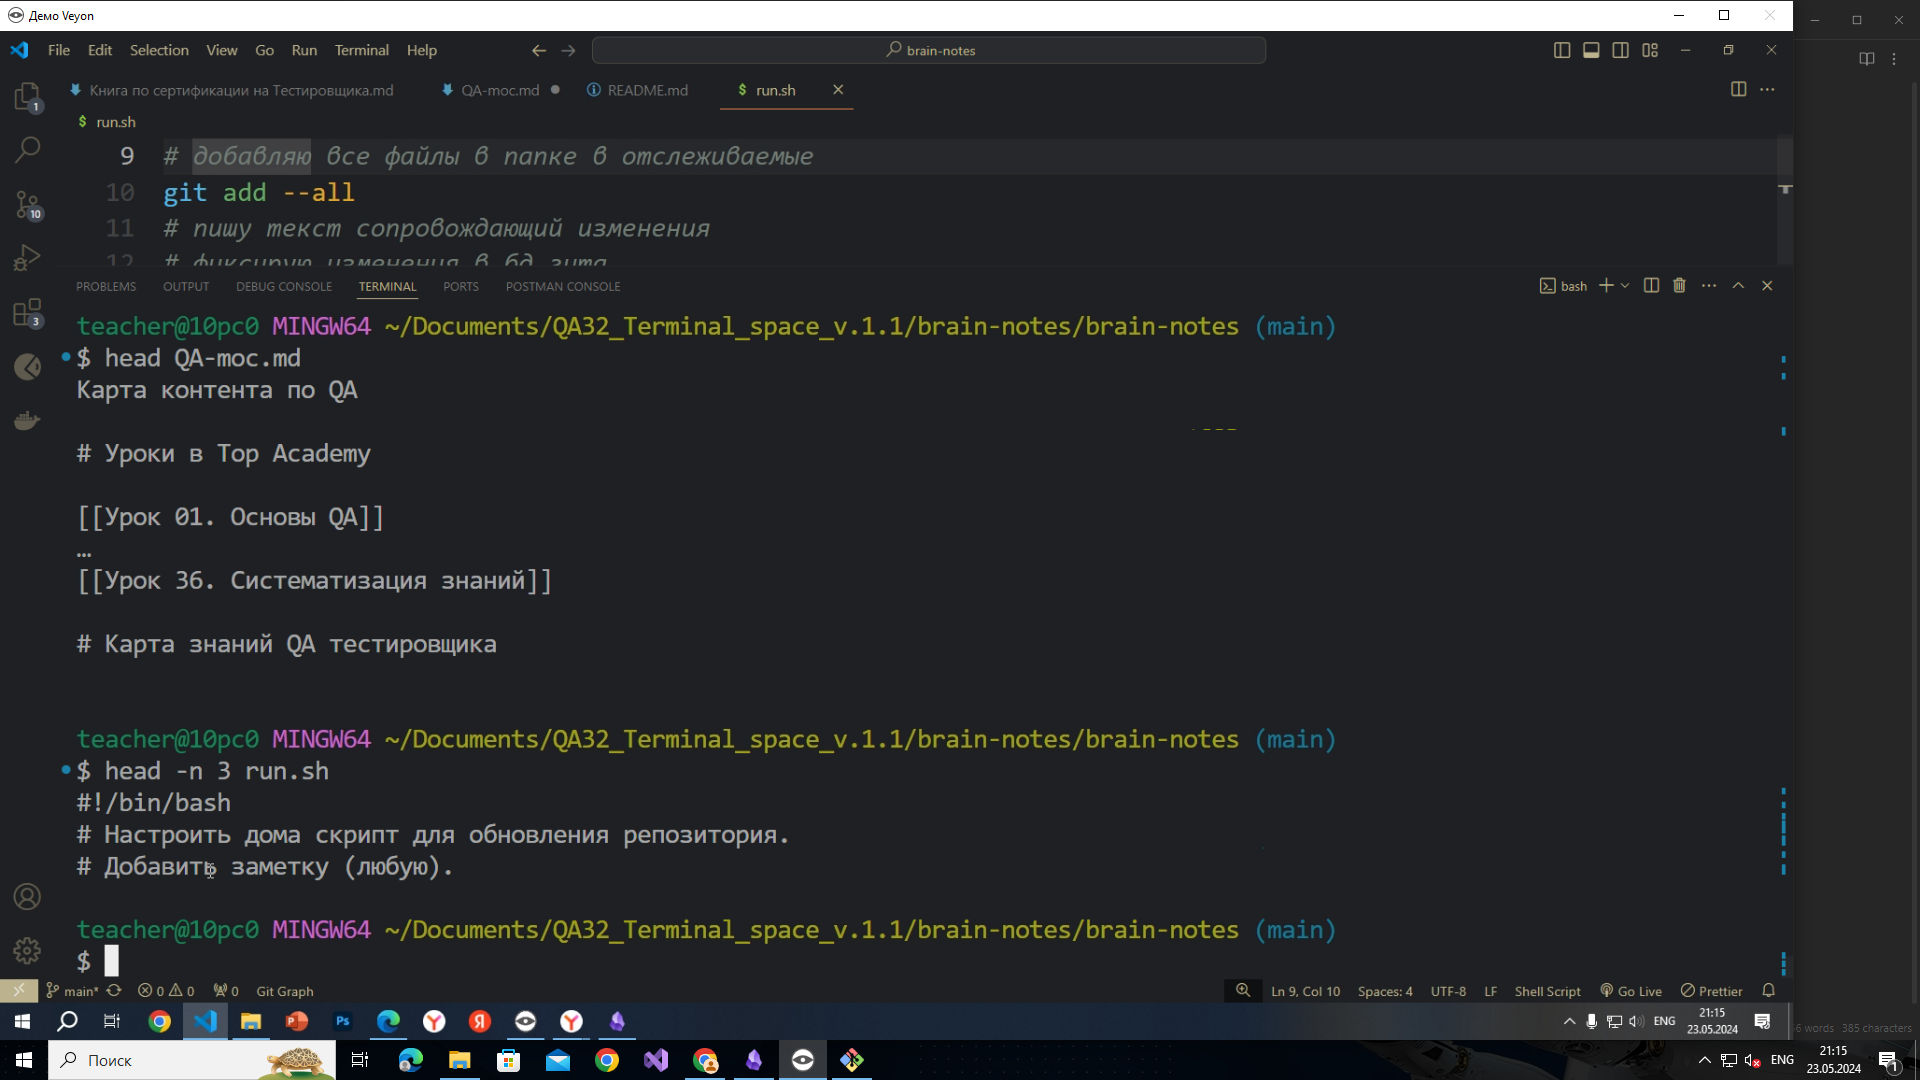 Демо Veyon
File Edit Selection View Go Run Terminal Help
brain-notes
Книга по сертификации на Тестировщика.md
QA-moc.md
README.md
$ run.sh
$ run.sh
9 # добавляю все файлы в папке в отслеживаемые
10 git add --all
11 # пишу текст сопровождающий изменения
12 # фиксирую изменения в бд гита
PROBLEMS OUTPUT DEBUG CONSOLE TERMINAL PORTS POSTMAN CONSOLE
bash
teacher@10pc0 MINGW64 ~/Documents/QA32_Terminal_space_v.1.1/brain-notes/brain-notes (main)
$ head QA-moc.md
Карта контента по QA
# Уроки в Top Academy
[[Урок 01. Основы QA]]
…
[[Урок 36. Систематизация знаний]]
# Карта знаний QA тестировщика
teacher@10pc0 MINGW64 ~/Documents/QA32_Terminal_space_v.1.1/brain-notes/brain-notes (main)
$ head -n 3 run.sh
#!/bin/bash
# Настроить дома скрипт для обновления репозитория.
# Добавить заметку (любую).
teacher@10pc0 MINGW64 ~/Documents/QA32_Terminal_space_v.1.1/brain-notes/brain-notes (main)
$
1
10
3
main* 0 0 0 Git Graph
Ln 9, Col 10 Spaces: 4 UTF-8 LF Shell Script Go Live Prettier
ENG 21:15
23.05.2024
words 385 characters
Поиск
ENG 21:15
23.05.2024
1